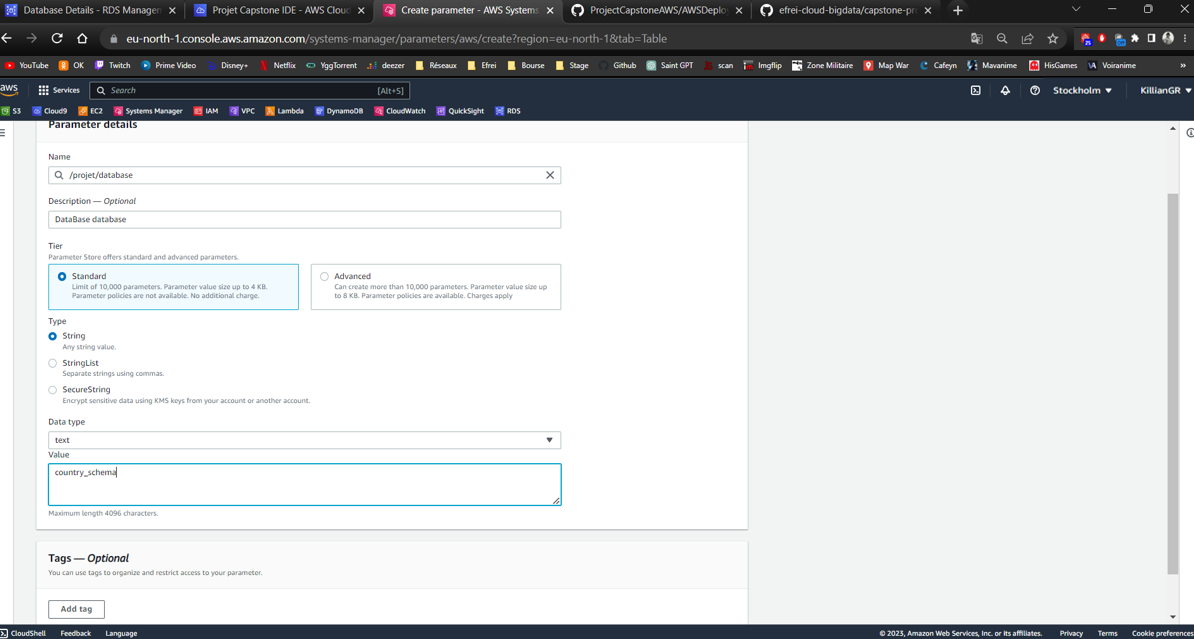 Database Details - RDS Managem
Projet Capstone IDE - AWS Cloud
Create parameter - AWS Systems
ProjectCapstoneAWS/AWSDeploy
efrei-cloud-bigdata/capstone-pr
eu-north-1.console.aws.amazon.com/systems-manager/parameters/aws/create?region=eu-north-1&tab=Table
YouTube OK Twitch Prime Video Disney+ Netflix YggTorrent deezer Réseaux Efrei Bourse Stage Github Saint GPT scan Imgflip Zone Militaire Map War Cafeyn Mavanime HisGames Voiranime »
aws Services Search [Alt+S] Stockholm KillianGR
S3 Cloud9 EC2 Systems Manager IAM VPC Lambda DynamoDB CloudWatch QuickSight RDS
Parameter details
Name
/projet/database
Description — Optional
DataBase database
Tier
Parameter Store offers standard and advanced parameters.
Standard
Limit of 10,000 parameters. Parameter value size up to 4 KB.
Parameter policies are not available. No additional charge.
Advanced
Can create more than 10,000 parameters. Parameter value size up
to 8 KB. Parameter policies are available. Charges apply
Type
String
Any string value.
StringList
Separate strings using commas.
SecureString
Encrypt sensitive data using KMS keys from your account or another account.
Data type
text
Value
country_schema
Maximum length 4096 characters.
Tags — Optional
You can use tags to organize and restrict access to your parameter.
Add tag
CloudShell Feedback Language © 2023, Amazon Web Services, Inc. or its affiliates. Privacy Terms Cookie preferences